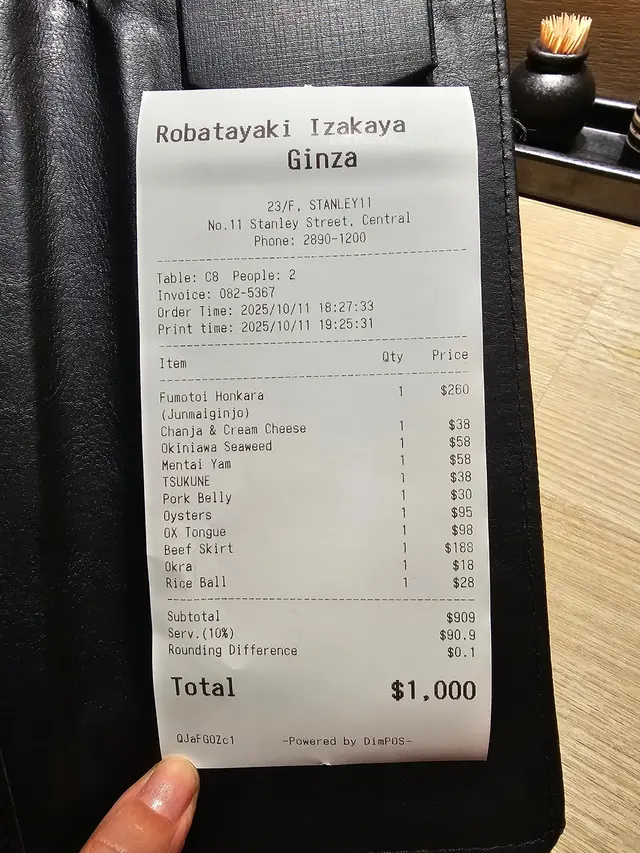 Robatayaki Izakaya
Ginza
23/F, STANLEY11
No.11 Stanley Street, Central
Phone: 2890-1200
Table: C8 People: 2
Invoice: 082-5367
Order Time: 2025/10/11 18:27:33
Print time: 2025/10/11 19:25:31
Item Qty Price
Fumotoi Honkara 1 $260
(Junmaiginjo)
Chanja & Cream Cheese 1 $38
Okiniawa Seaweed 1 $58
Mentai Yam 1 $58
TSUKUNE 1 $38
Pork Belly 1 $30
Oysters 1 $95
OX Tongue 1 $98
Beef Skirt 1 $188
Okra 1 $18
Rice Ball 1 $28
Subtotal $909
Serv.(10%) $90.9
Rounding Difference $0.1
Total $1,000
QJaFGOZc1 -Powered by DimPOS-